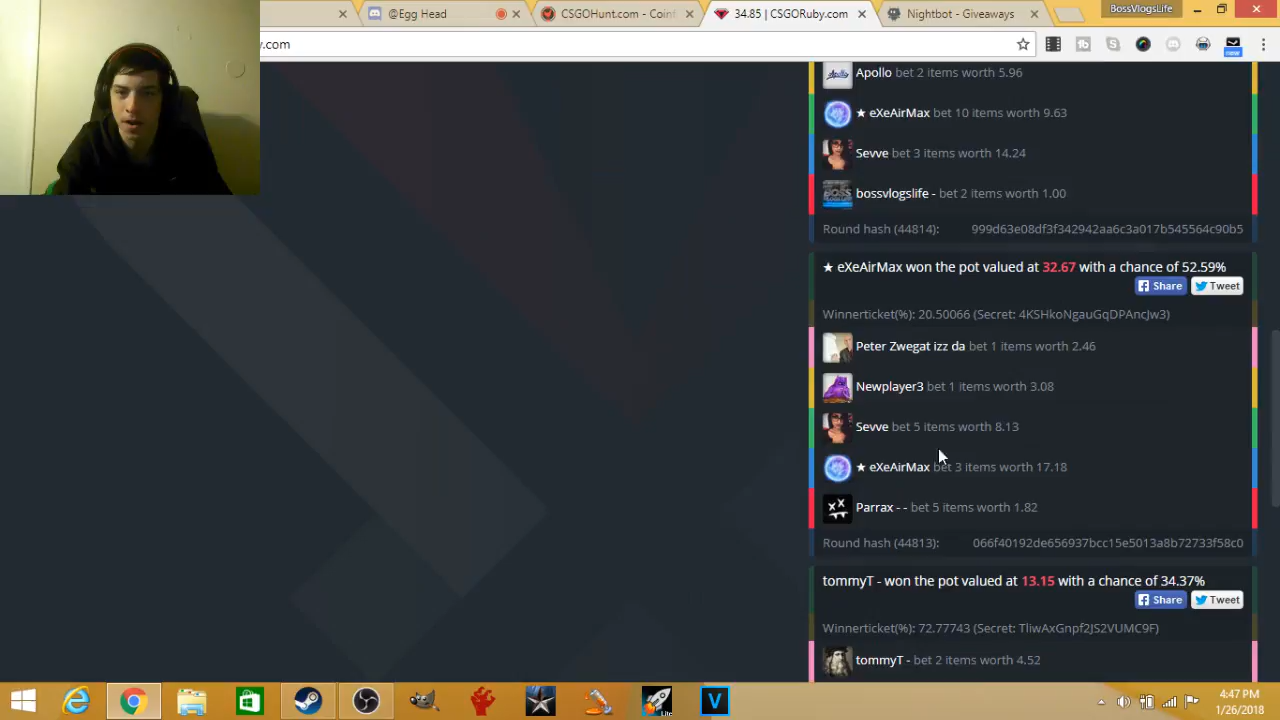 @Egg Head
CSGOHunt.com - Coinf
34.85 | CSGORuby.com
Nightbot - Giveaways
BossVlogsLife
y.com
new
Apollo bet 2 items worth 5.96
★ eXeAirMax bet 10 items worth 9.63
Sevve bet 3 items worth 14.24
bossvlogslife - bet 2 items worth 1.00
Round hash (44814): 999d63e08df3f342942aa6c3a017b545564c90b5
★ eXeAirMax won the pot valued at 32.67 with a chance of 52.59%
Share Tweet
Winnerticket(%): 20.50066 (Secret: 4KSHkoNgauGqDPAncJw3)
Peter Zwegat izz da bet 1 items worth 2.46
Newplayer3 bet 1 items worth 3.08
Sevve bet 5 items worth 8.13
★ eXeAirMax bet 3 items worth 17.18
Parrax - - bet 5 items worth 1.82
Round hash (44813): 066f40192de656937bcc15e5013a8b72733f58c0
tommyT - won the pot valued at 13.15 with a chance of 34.37%
Share Tweet
Winnerticket(%): 72.77743 (Secret: TliwAxGnpf2JS2VUMC9F)
tommyT - bet 2 items worth 4.52
Lite
V
4:47 PM
1/26/2018